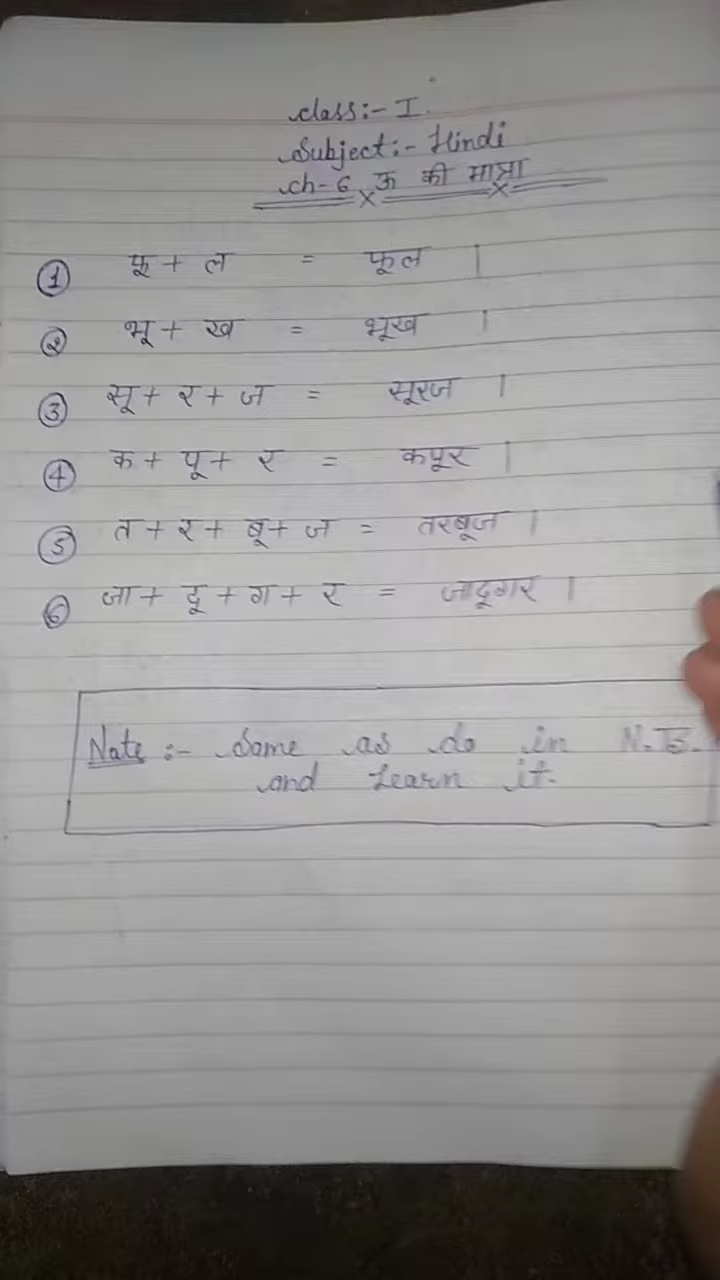 Class:- I.
Subject:- Hindi
Ch-6 ऊ की मात्रा
① फू + ल = फूल |
② भू + ख = भूख |
③ सू + र + ज = सूरज |
④ क + पू + र = कपूर |
⑤ त + र + बू + ज = तरबूज |
⑥ जा + दू + ग + र = जादूगर |
Note :- Same as do in N.B.
and Learn it.